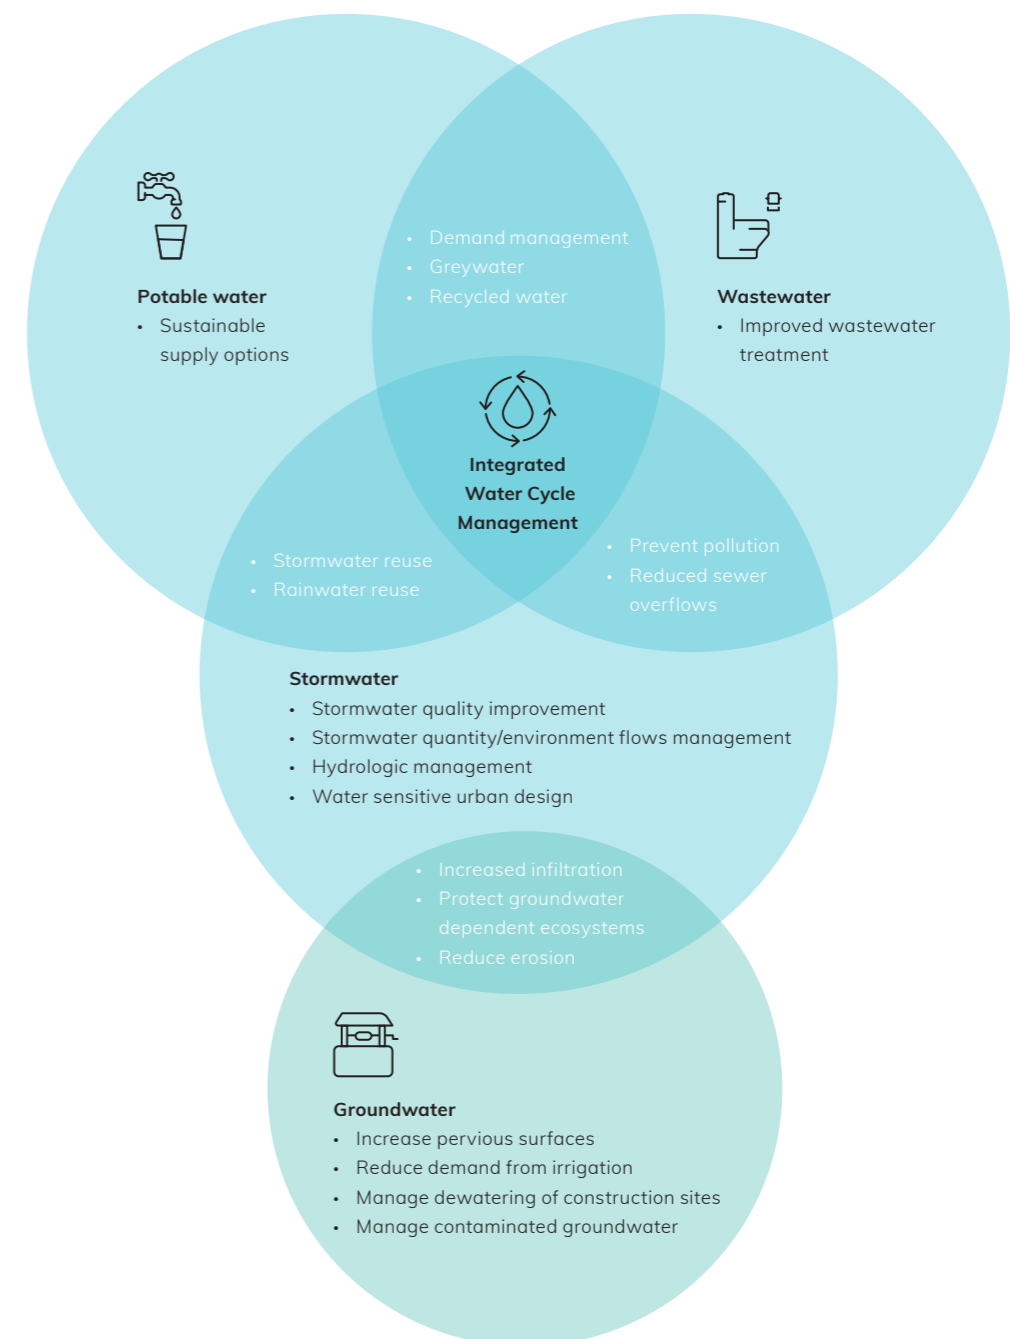 • Demand management
• Greywater
• Recycled water
Potable water
• Sustainable
supply options
Wastewater
• Improved wastewater
treatment
Integrated
Water Cycle
Management
• Stormwater reuse
• Rainwater reuse
• Prevent pollution
• Reduced sewer
overflows
Stormwater
• Stormwater quality improvement
• Stormwater quantity/environment flows management
• Hydrologic management
• Water sensitive urban design
• Increased infiltration
• Protect groundwater
dependent ecosystems
• Reduce erosion
Groundwater
• Increase pervious surfaces
• Reduce demand from irrigation
• Manage dewatering of construction sites
• Manage contaminated groundwater